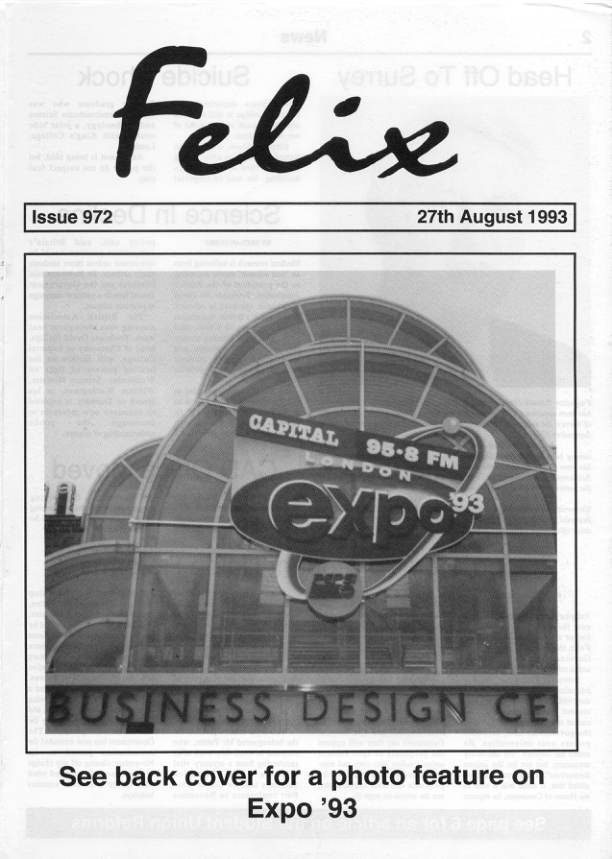 Felix
Issue 972
27th August 1993
CAPITAL 95·8 FM
LONDON
expo '93
BUSINESS DESIGN CE
See back cover for a photo feature on
Expo ’93